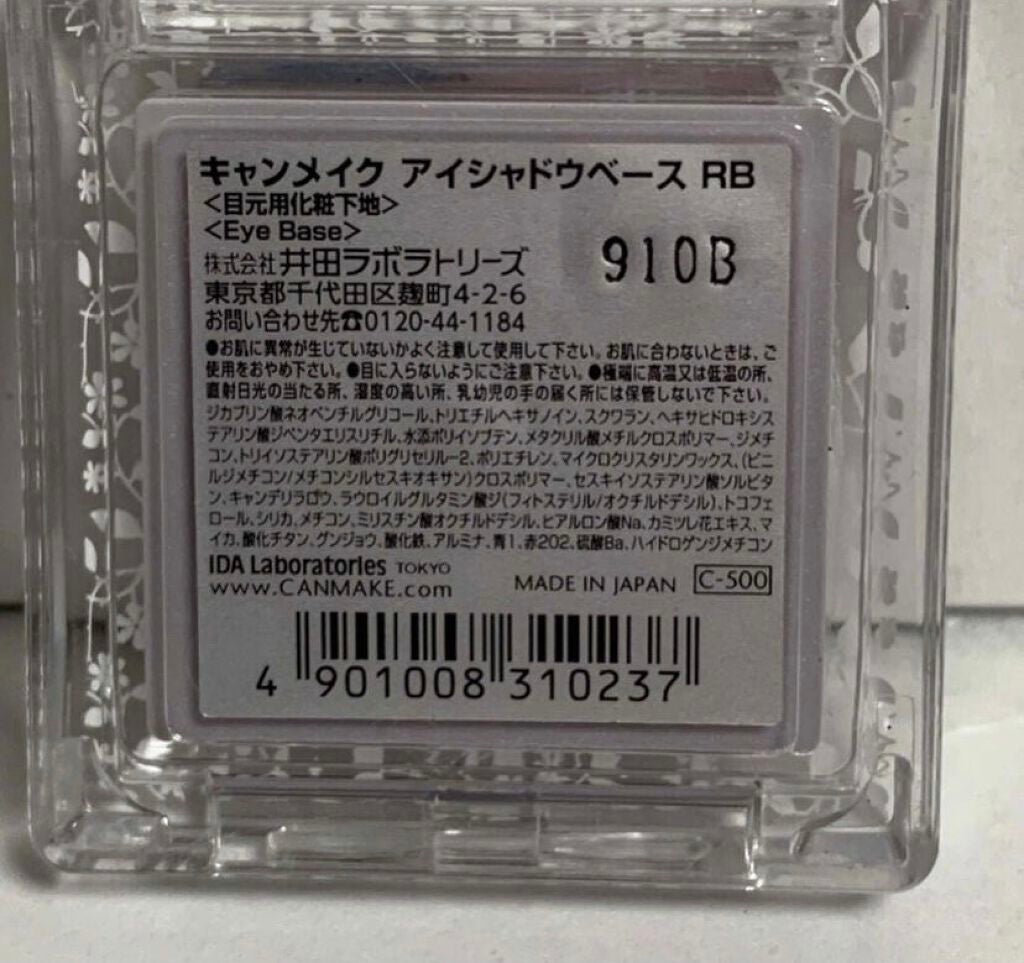 キャンメイク アイシャドウベース RB
<目元用化粧下地>
<Eye Base>
910B
株式会社 井田ラボラトリーズ
東京都千代田区麹町4-2-6
お問い合わせ先☎0120-44-1184
●お肌に異常が生じていないかよく注意して使用して下さい。お肌に合わないときは、ご
使用をおやめ下さい。●目に入らないようにご注意下さい。●極端に高温又は低温の所、
直射日光の当たる所、湿度の高い所、乳幼児の手の届く所には保管しないで下さい。
ジカプリン酸ネオペンチルグリコール、トリエチルヘキサノイン、スクワラン、ヘキサヒドロキシス
テアリン酸ジペンタエリスリチル、水添ポリイソブテン、メタクリル酸メチルクロスポリマー、ジメチ
コン、トリイソステアリン酸ポリグリセリル-2、ポリエチレン、マイクロクリスタリンワックス、(ビニ
ルジメチコン/メチコンシルセスキオキサン)クロスポリマー、セスキイソステアリン酸ソルビタ
ン、キャンデリラロウ、ラウロイルグルタミン酸ジ(フィトステリル/オクチルドデシル)、トコフェ
ロール、シリカ、メチコン、ミリスチン酸オクチルドデシル、ヒアルロン酸Na、カミツレ花エキス、マ
イカ、酸化チタン、グンジョウ、酸化鉄、アルミナ、青1、赤202、硫酸Ba、ハイドロゲンジメチコン
IDA Laboratories TOKYO
www.CANMAKE.com MADE IN JAPAN C-500
4 901008 310237